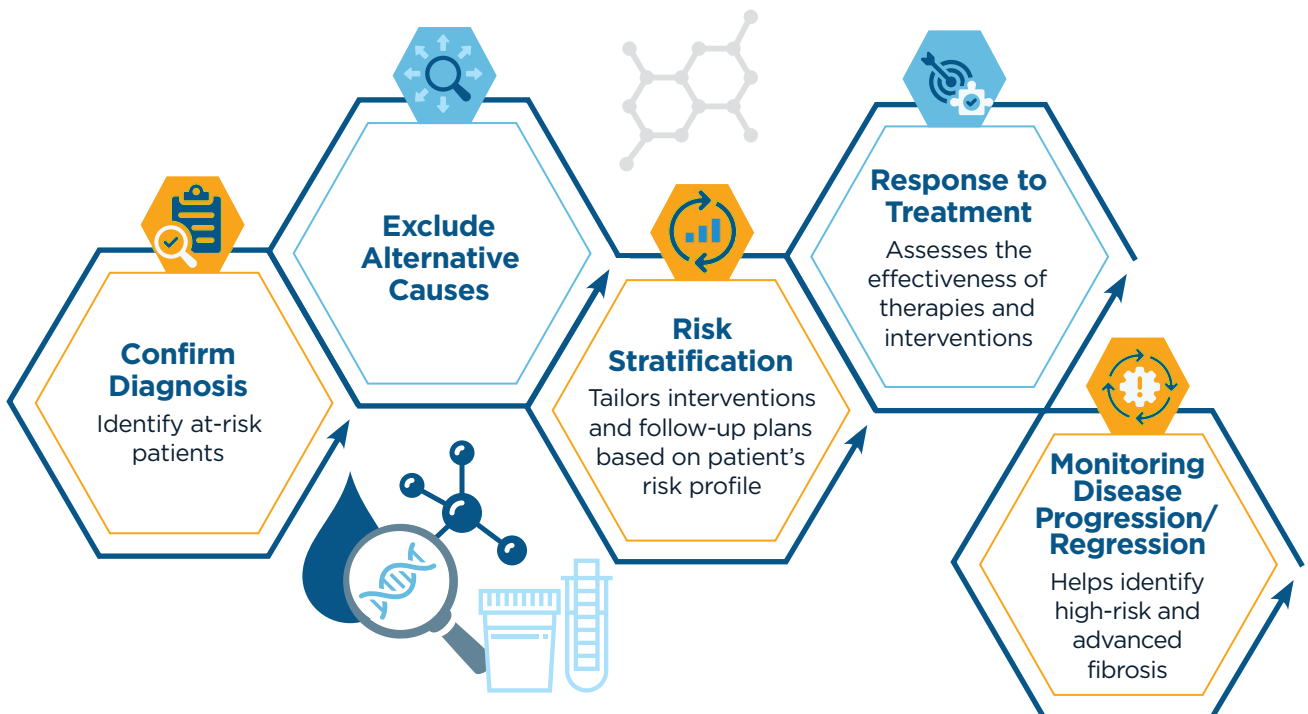 Confirm
Diagnosis
Identify at-risk
patients
Exclude
Alternative
Causes
Risk
Stratification
Tailors interventions
and follow-up plans
based on patient’s
risk profile
Response to
Treatment
Assesses the
effectiveness of
therapies and
interventions
Monitoring
Disease
Progression/
Regression
Helps identify
high-risk and
advanced
fibrosis